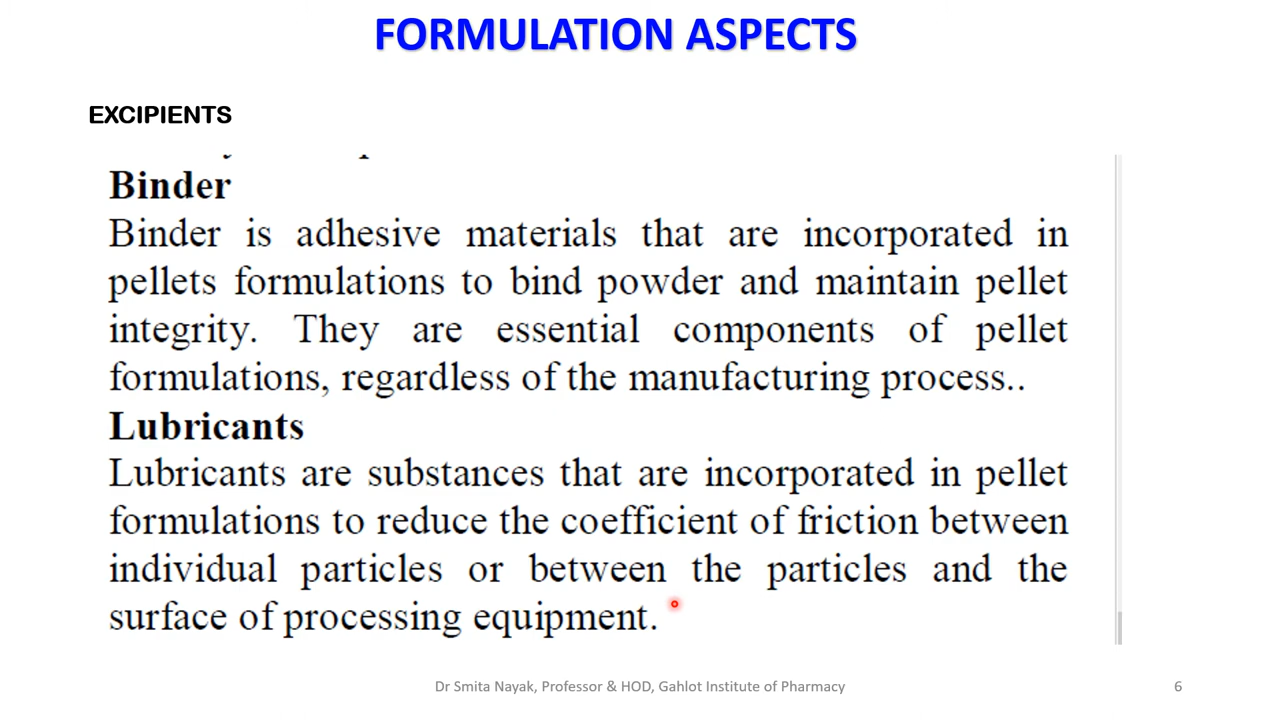 FORMULATION ASPECTS
EXCIPIENTS
Binder
Binder is adhesive materials that are incorporated in
pellets formulations to bind powder and maintain pellet
integrity. They are essential components of pellet
formulations, regardless of the manufacturing process..
Lubricants
Lubricants are substances that are incorporated in pellet
formulations to reduce the coefficient of friction between
individual particles or between the particles and the
surface of processing equipment.
Dr Smita Nayak, Professor & HOD, Gahlot Institute of Pharmacy
6